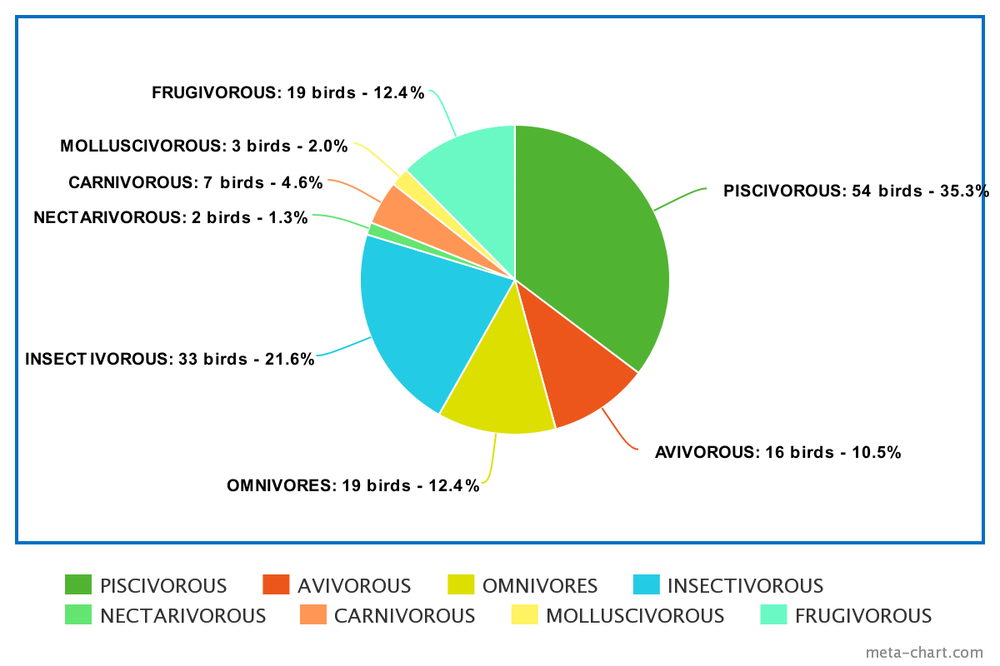 FRUGIVOROUS: 19 birds - 12.4%
MOLLUSCIVOROUS: 3 birds - 2.0%
CARNIVOROUS: 7 birds - 4.6%
PISCIVOROUS: 54 birds - 35.3%
NECTARIVOROUS: 2 birds - 1.3%
INSECTIVOROUS: 33 birds - 21.6%
AVIVOROUS: 16 birds - 10.5%
OMNIVORES: 19 birds - 12.4%
PISCIVOROUS AVIVOROUS OMNIVORES INSECTIVOROUS
NECTARIVOROUS CARNIVOROUS MOLLUSCIVOROUS FRUGIVOROUS
meta-chart.com